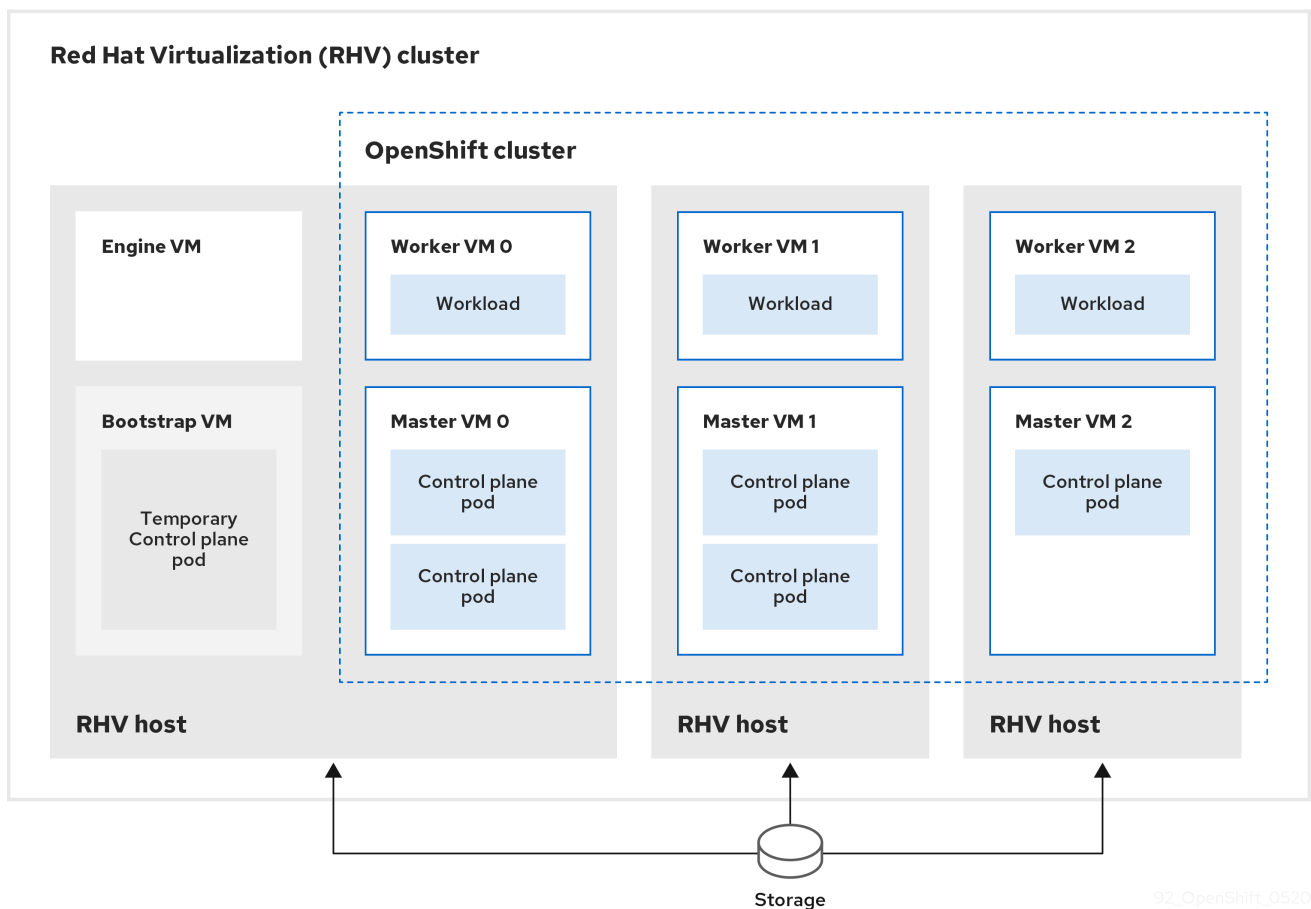 Red Hat Virtualization (RHV) cluster
OpenShift cluster
Engine VM
Worker VM 0
Workload
Worker VM 1
Workload
Worker VM 2
Workload
Bootstrap VM
Temporary
Control plane
pod
Master VM 0
Control plane
pod
Control plane
pod
Master VM 1
Control plane
pod
Control plane
pod
Master VM 2
Control plane
pod
RHV host
RHV host
RHV host
Storage
92_OpenShift_0520